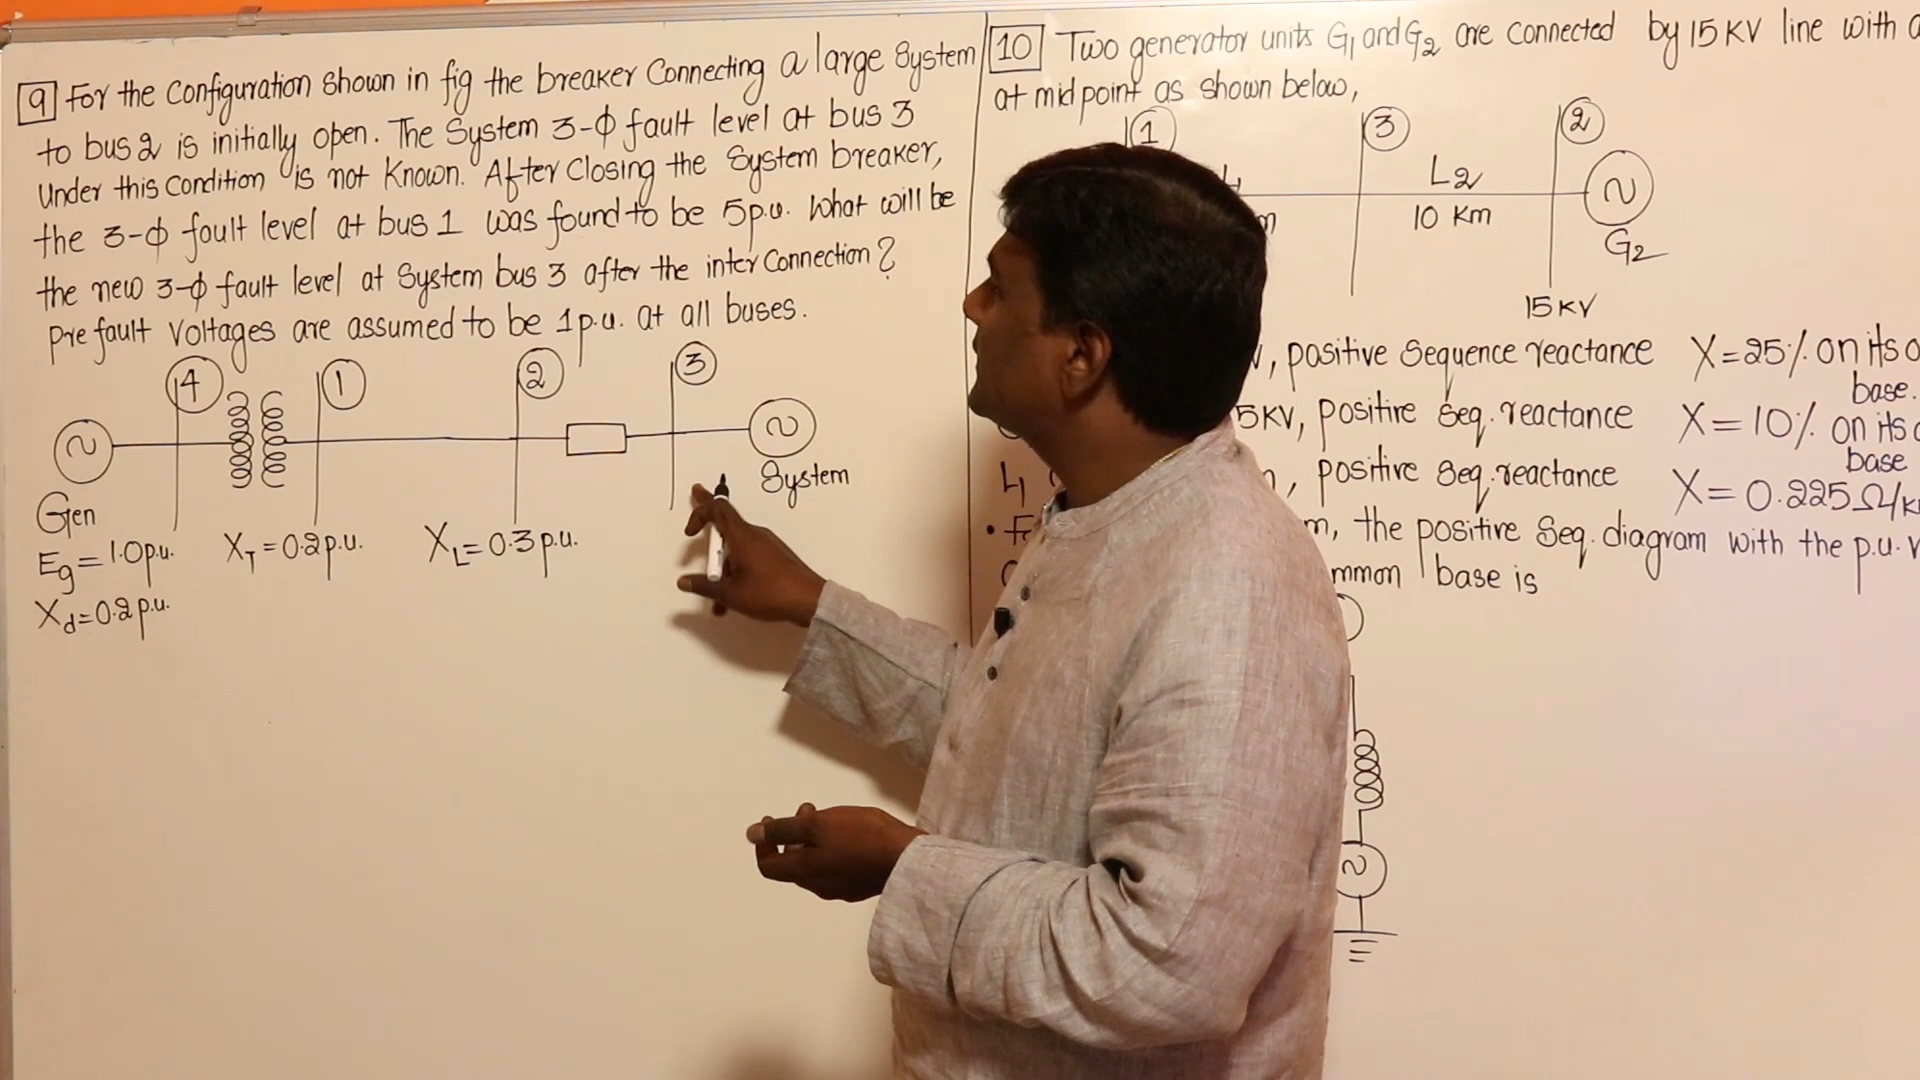 9 For the Configuration shown in fig the breaker Connecting a large System
to bus 2 is initially open. The System 3-ϕ fault level at bus 3
Under this Condition is not Known. After Closing the System breaker,
the 3-ϕ fault level at bus 1 was found to be 5p.u. What will be
the new 3-ϕ fault level at System bus 3 after the inter Connection?
Pre fault Voltages are assumed to be 1p.u. at all buses.
4 1 2 3
System
Gen
Eg=1.0p.u. XT=0.2p.u. XL=0.3p.u.
Xd=0.2p.u.
10 Two generator units G1 and G2 are connected by 15 KV line with a
at mid point as shown below,
1 3 2
L2
10 Km
G2
15 KV
, positive Sequence reactance X=25% on its o
base.
5KV, Positive Seq. reactance X=10% on its o
base
L1 , positive Seq. reactance X=0.225Ω/K
m, the positive Seq. diagram with the p.u. v
mmon base is